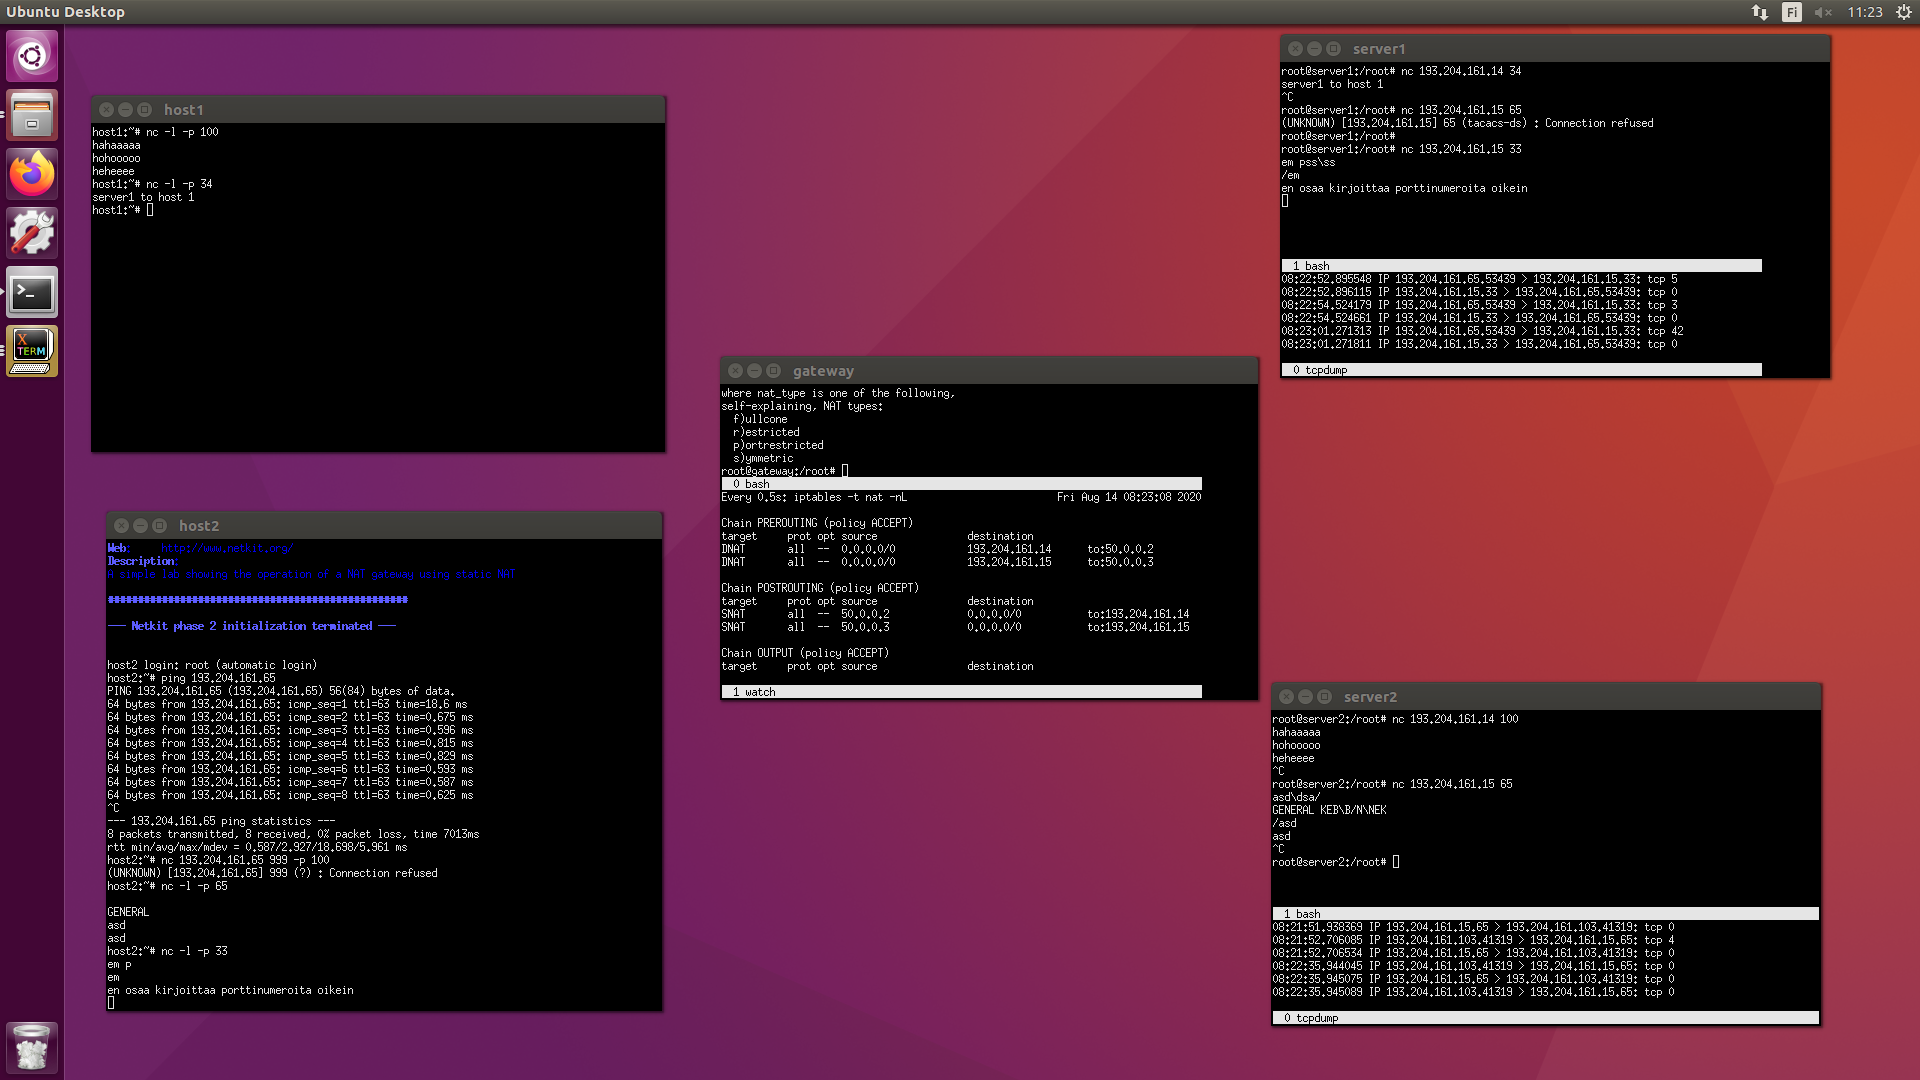 Ubuntu Desktop
Fi
11:23
host1
host1:~# nc -l -p 100
hahaaaaa
hohooooo
heheeee
host1:~# nc -l -p 34
server1 to host 1
host1:~#
host2
Web: http://www.netkit.org/
Description:
A simple lab showing the operation of a NAT gateway using static NAT
##################################################
--- Netkit phase 2 initialization terminated ---
host2 login: root (automatic login)
host2:~# ping 193.204.161.65
PING 193.204.161.65 (193.204.161.65) 56(84) bytes of data.
64 bytes from 193.204.161.65: icmp_seq=1 ttl=63 time=18.6 ms
64 bytes from 193.204.161.65: icmp_seq=2 ttl=63 time=0.675 ms
64 bytes from 193.204.161.65: icmp_seq=3 ttl=63 time=0.596 ms
64 bytes from 193.204.161.65: icmp_seq=4 ttl=63 time=0.815 ms
64 bytes from 193.204.161.65: icmp_seq=5 ttl=63 time=0.829 ms
64 bytes from 193.204.161.65: icmp_seq=6 ttl=63 time=0.593 ms
64 bytes from 193.204.161.65: icmp_seq=7 ttl=63 time=0.587 ms
64 bytes from 193.204.161.65: icmp_seq=8 ttl=63 time=0.625 ms
^C
--- 193.204.161.65 ping statistics ---
8 packets transmitted, 8 received, 0% packet loss, time 7013ms
rtt min/avg/max/mdev = 0.587/2.927/18.698/5.961 ms
host2:~# nc 193.204.161.65 999 -p 100
(UNKNOWN) [193.204.161.65] 999 (?) : Connection refused
host2:~# nc -l -p 65
GENERAL
asd
asd
host2:~# nc -l -p 33
em p
em
en osaa kirjoittaa porttinumeroita oikein
gateway
where nat_type is one of the following,
self-explaining, NAT types:
f)ullcone
r)estricted
p)ortrestricted
s)ymmetric
root@gateway:/root#
0 bash
Every 0.5s: iptables -t nat -nL Fri Aug 14 08:23:08 2020
Chain PREROUTING (policy ACCEPT)
target prot opt source destination
DNAT all -- 0.0.0.0/0 193.204.161.14 to:50.0.0.2
DNAT all -- 0.0.0.0/0 193.204.161.15 to:50.0.0.3
Chain POSTROUTING (policy ACCEPT)
target prot opt source destination
SNAT all -- 50.0.0.2 0.0.0.0/0 to:193.204.161.14
SNAT all -- 50.0.0.3 0.0.0.0/0 to:193.204.161.15
Chain OUTPUT (policy ACCEPT)
target prot opt source destination
1 watch
server1
root@server1:/root# nc 193.204.161.14 34
server1 to host 1
^C
root@server1:/root# nc 193.204.161.15 65
(UNKNOWN) [193.204.161.15] 65 (tacacs-ds) : Connection refused
root@server1:/root#
root@server1:/root# nc 193.204.161.15 33
em pss\ss
/em
en osaa kirjoittaa porttinumeroita oikein
1 bash
08:22:52.895548 IP 193.204.161.65.53439 > 193.204.161.15.33: tcp 5
08:22:52.896115 IP 193.204.161.15.33 > 193.204.161.65.53439: tcp 0
08:22:54.524179 IP 193.204.161.65.53439 > 193.204.161.15.33: tcp 3
08:22:54.524661 IP 193.204.161.15.33 > 193.204.161.65.53439: tcp 0
08:23:01.271313 IP 193.204.161.65.53439 > 193.204.161.15.33: tcp 42
08:23:01.271811 IP 193.204.161.15.33 > 193.204.161.65.53439: tcp 0
0 tcpdump
server2
root@server2:/root# nc 193.204.161.14 100
hahaaaaa
hohooooo
heheeee
^C
root@server2:/root# nc 193.204.161.15 65
asd\dsa/
GENERAL KEB\B/N\NEK
/asd
asd
^C
root@server2:/root#
1 bash
08:21:51.938369 IP 193.204.161.15.65 > 193.204.161.103.41319: tcp 0
08:21:52.706085 IP 193.204.161.103.41319 > 193.204.161.15.65: tcp 4
08:21:52.706534 IP 193.204.161.15.65 > 193.204.161.103.41319: tcp 0
08:22:35.944045 IP 193.204.161.103.41319 > 193.204.161.15.65: tcp 0
08:22:35.945075 IP 193.204.161.15.65 > 193.204.161.103.41319: tcp 0
08:22:35.945089 IP 193.204.161.103.41319 > 193.204.161.15.65: tcp 0
0 tcpdump
X
TERM